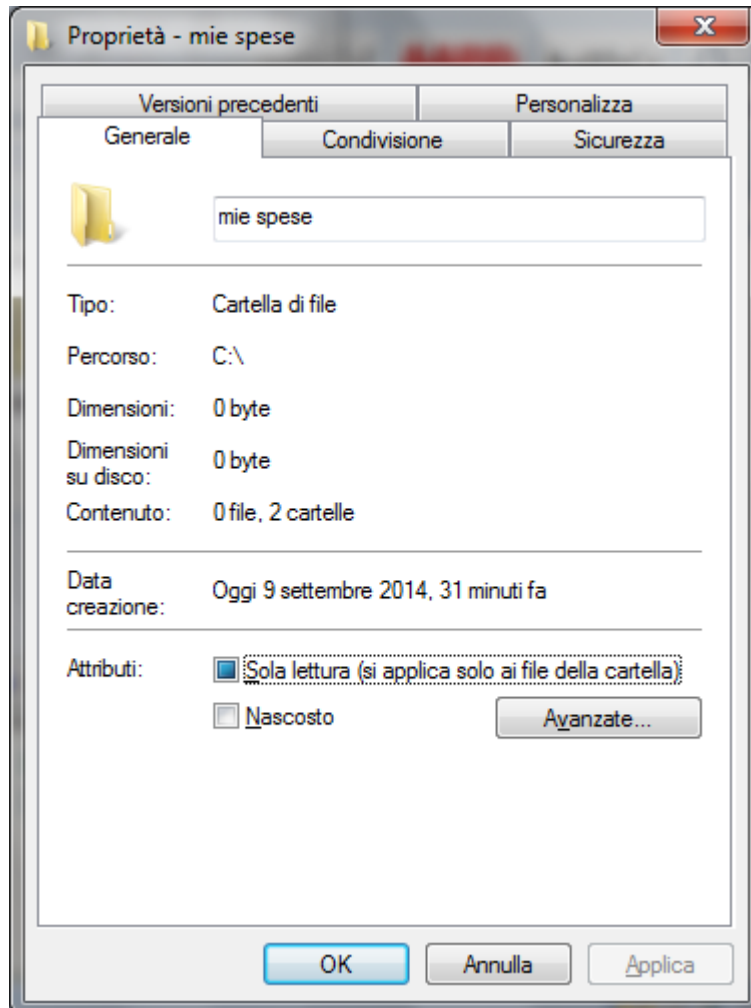 Proprietà - mie spese
Versioni precedenti
Personalizza
Generale
Condivisione
Sicurezza
mie spese
Tipo: Cartella di file
Percorso: C:\
Dimensioni: 0 byte
Dimensioni
su disco: 0 byte
Contenuto: 0 file, 2 cartelle
Data
creazione: Oggi 9 settembre 2014, 31 minuti fa
Attributi: Sola lettura (si applica solo ai file della cartella)
Nascosto
Avanzate...
OK
Annulla
Applica